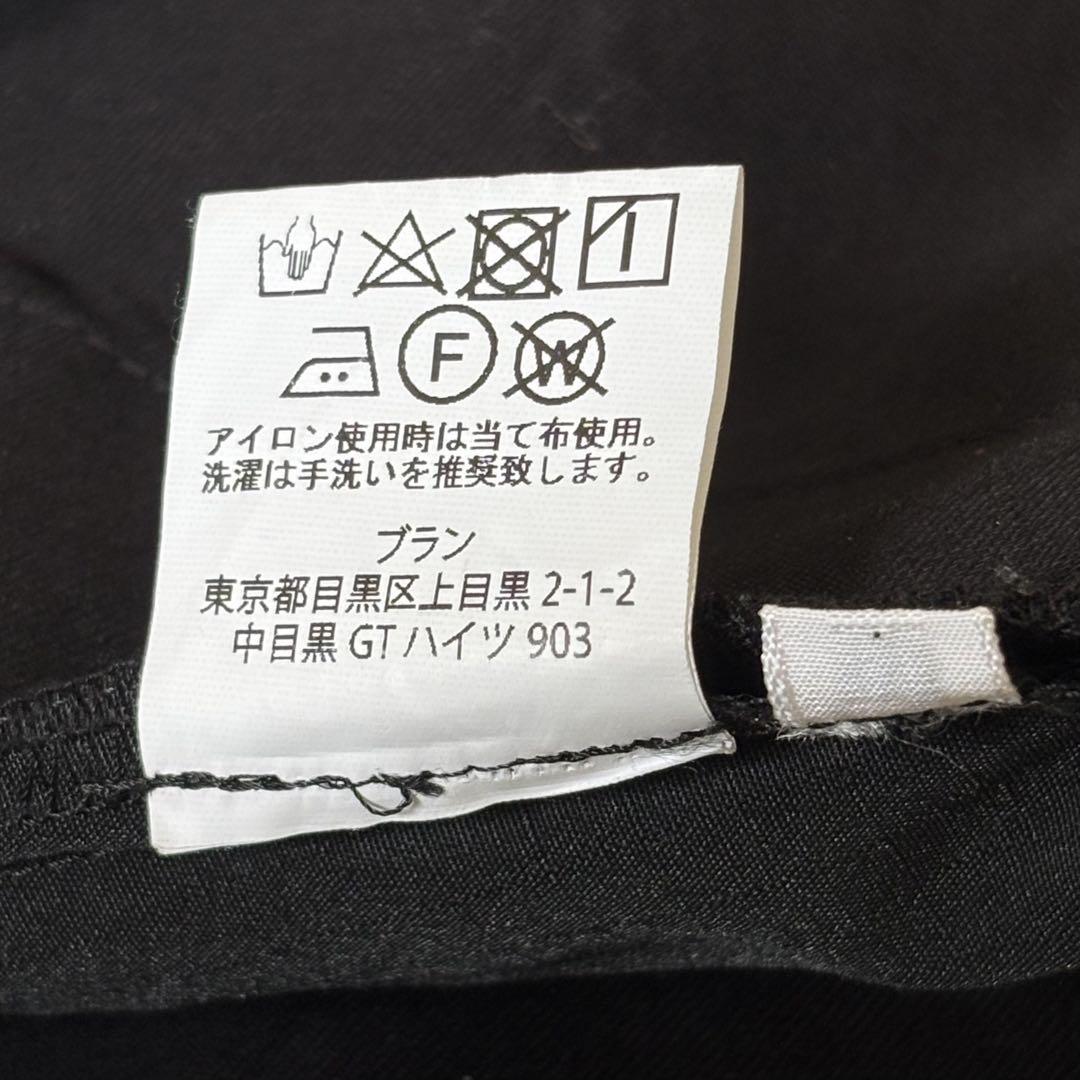 F W
アイロン使用時は当て布使用。
洗濯は手洗いを推奨致します。
ブラン
東京都目黒区上目黒 2-1-2
中目黒 GT ハイツ 903